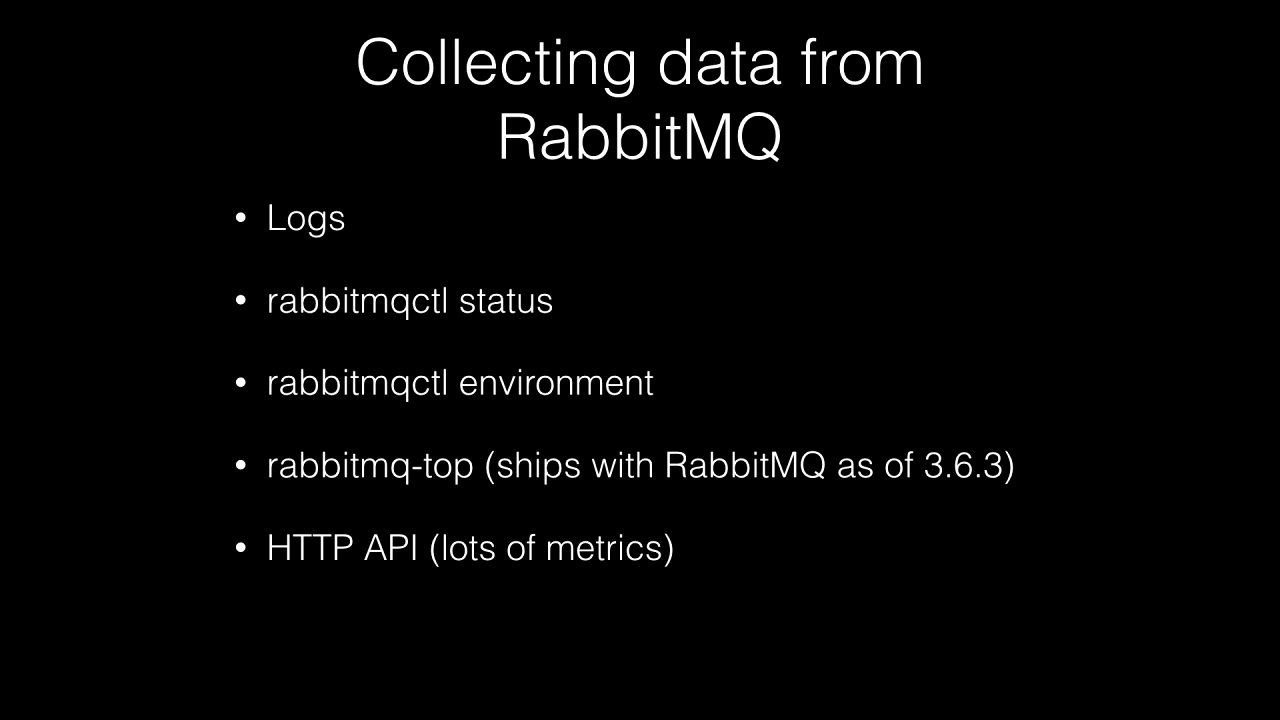 Collecting data from
RabbitMQ
• Logs
• rabbitmqctl status
• rabbitmqctl environment
• rabbitmq-top (ships with RabbitMQ as of 3.6.3)
• HTTP API (lots of metrics)